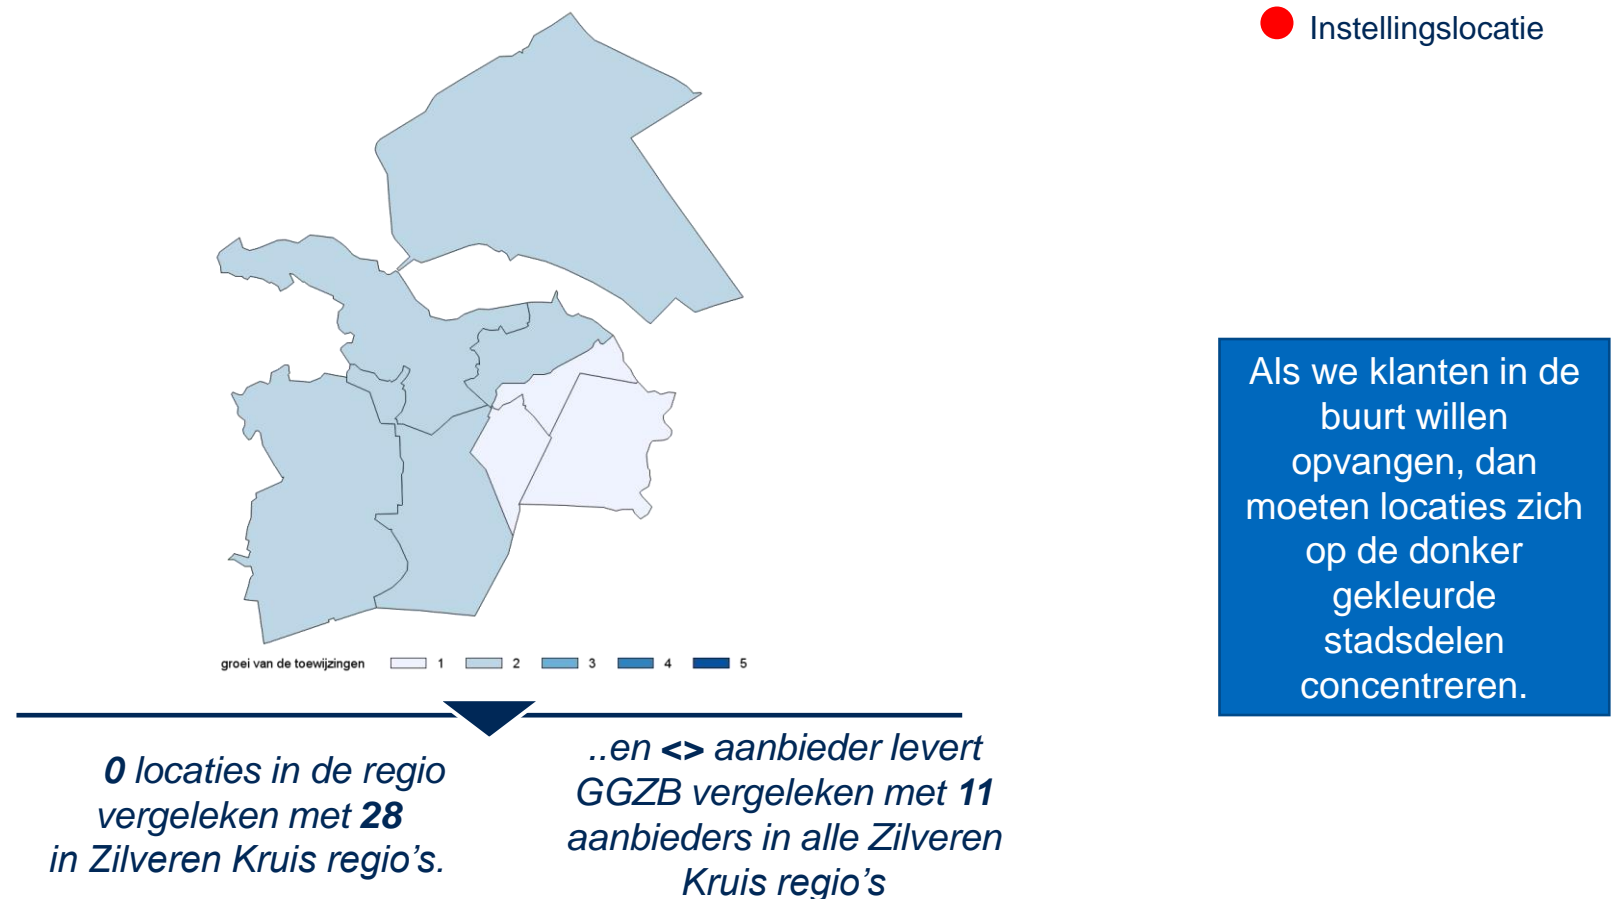 Instellingslocatie
Als we klanten in de
buurt willen
opvangen, dan
moeten locaties zich
op de donker
gekleurde
stadsdelen
concentreren.
groei van de toewijzingen 1 2 3 4 5
0 locaties in de regio
vergeleken met 28
in Zilveren Kruis regio's.
..en <> aanbieder levert
GGZB vergeleken met 11
aanbieders in alle Zilveren
Kruis regio's